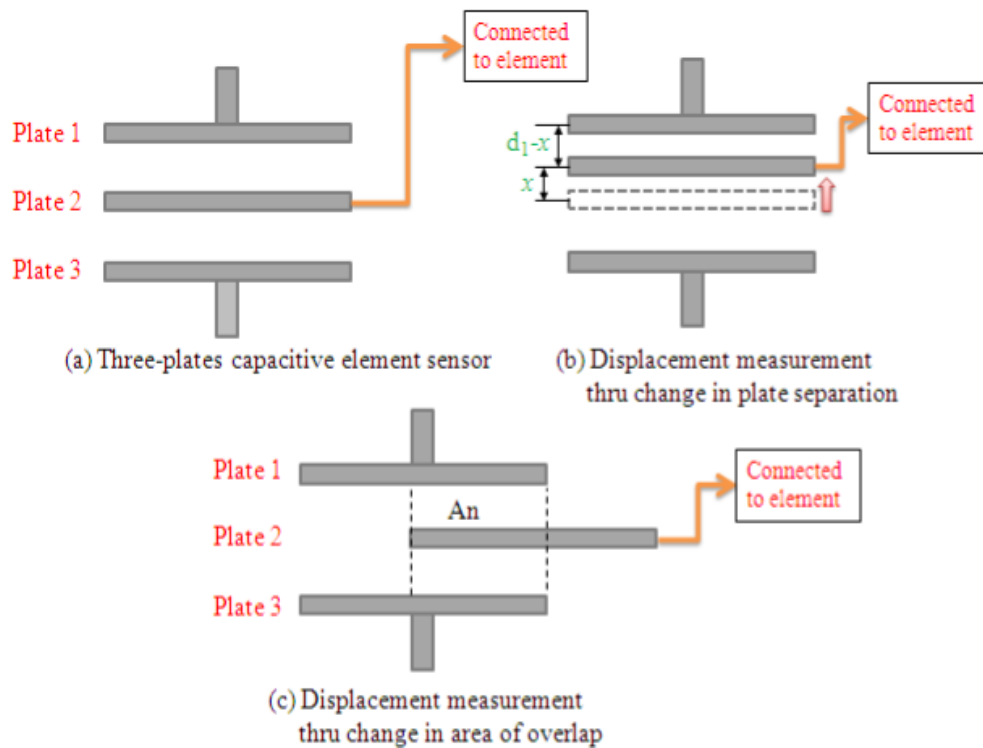 Connected
to element
Plate 1
Plate 2
Plate 3
(a) Three-plates capacitive element sensor
Connected
to element
d₁-x
x
(b) Displacement measurement
thru change in plate separation
Plate 1
An
Plate 2
Plate 3
Connected
to element
(c) Displacement measurement
thru change in area of overlap